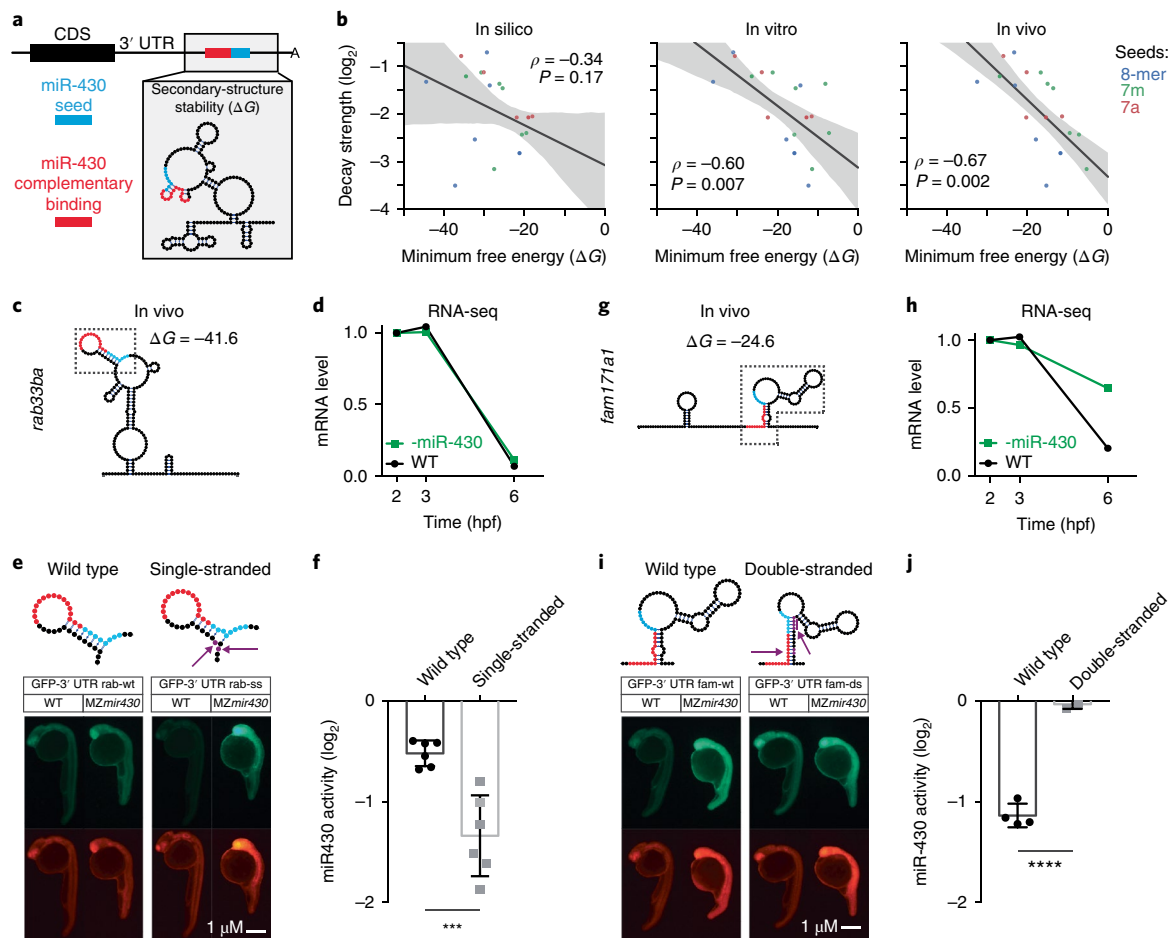 a
CDS
3′ UTR
A
miR-430
seed
miR-430
complementary
binding
Secondary-structure
stability (ΔG)
b
In silico
In vitro
In vivo
Decay strength (log2)
−1
−2
−3
−4
ρ = −0.34
P = 0.17
ρ = −0.60
P = 0.007
ρ = −0.67
P = 0.002
−40
−20
0
−40
−20
0
−40
−20
0
Minimum free energy (ΔG)
Minimum free energy (ΔG)
Minimum free energy (ΔG)
Seeds:
8-mer
7m
7a
c
In vivo
ΔG = −41.6
rab33ba
d
RNA-seq
mRNA level
1.0
0.5
0.0
-miR-430
WT
2
3
6
Time (hpf)
g
In vivo
ΔG = −24.6
fam171a1
h
RNA-seq
mRNA level
1.0
0.5
0.0
-miR-430
WT
2
3
6
Time (hpf)
e
Wild type
Single-stranded
GFP-3′ UTR rab-wt
GFP-3′ UTR rab-ss
WT
MZmir430
WT
MZmir430
1 μM
f
Wild type
Single-stranded
miR430 activity (log2)
0
−1
−2
***
i
Wild type
Double-stranded
GFP-3′ UTR fam-wt
GFP-3′ UTR fam-ds
WT
MZmir430
WT
MZmir430
1 μM
j
Wild type
Double-stranded
miR-430 activity (log2)
0
−1
−2
****